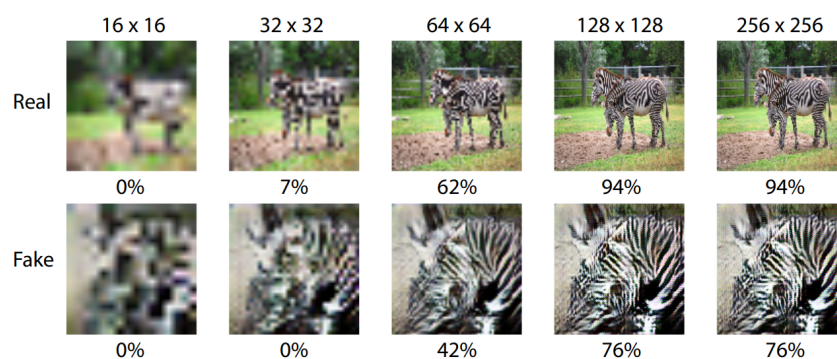 16 x 16 32 x 32 64 x 64 128 x 128 256 x 256
Real
0% 7% 62% 94% 94%
Fake
0% 0% 42% 76% 76%